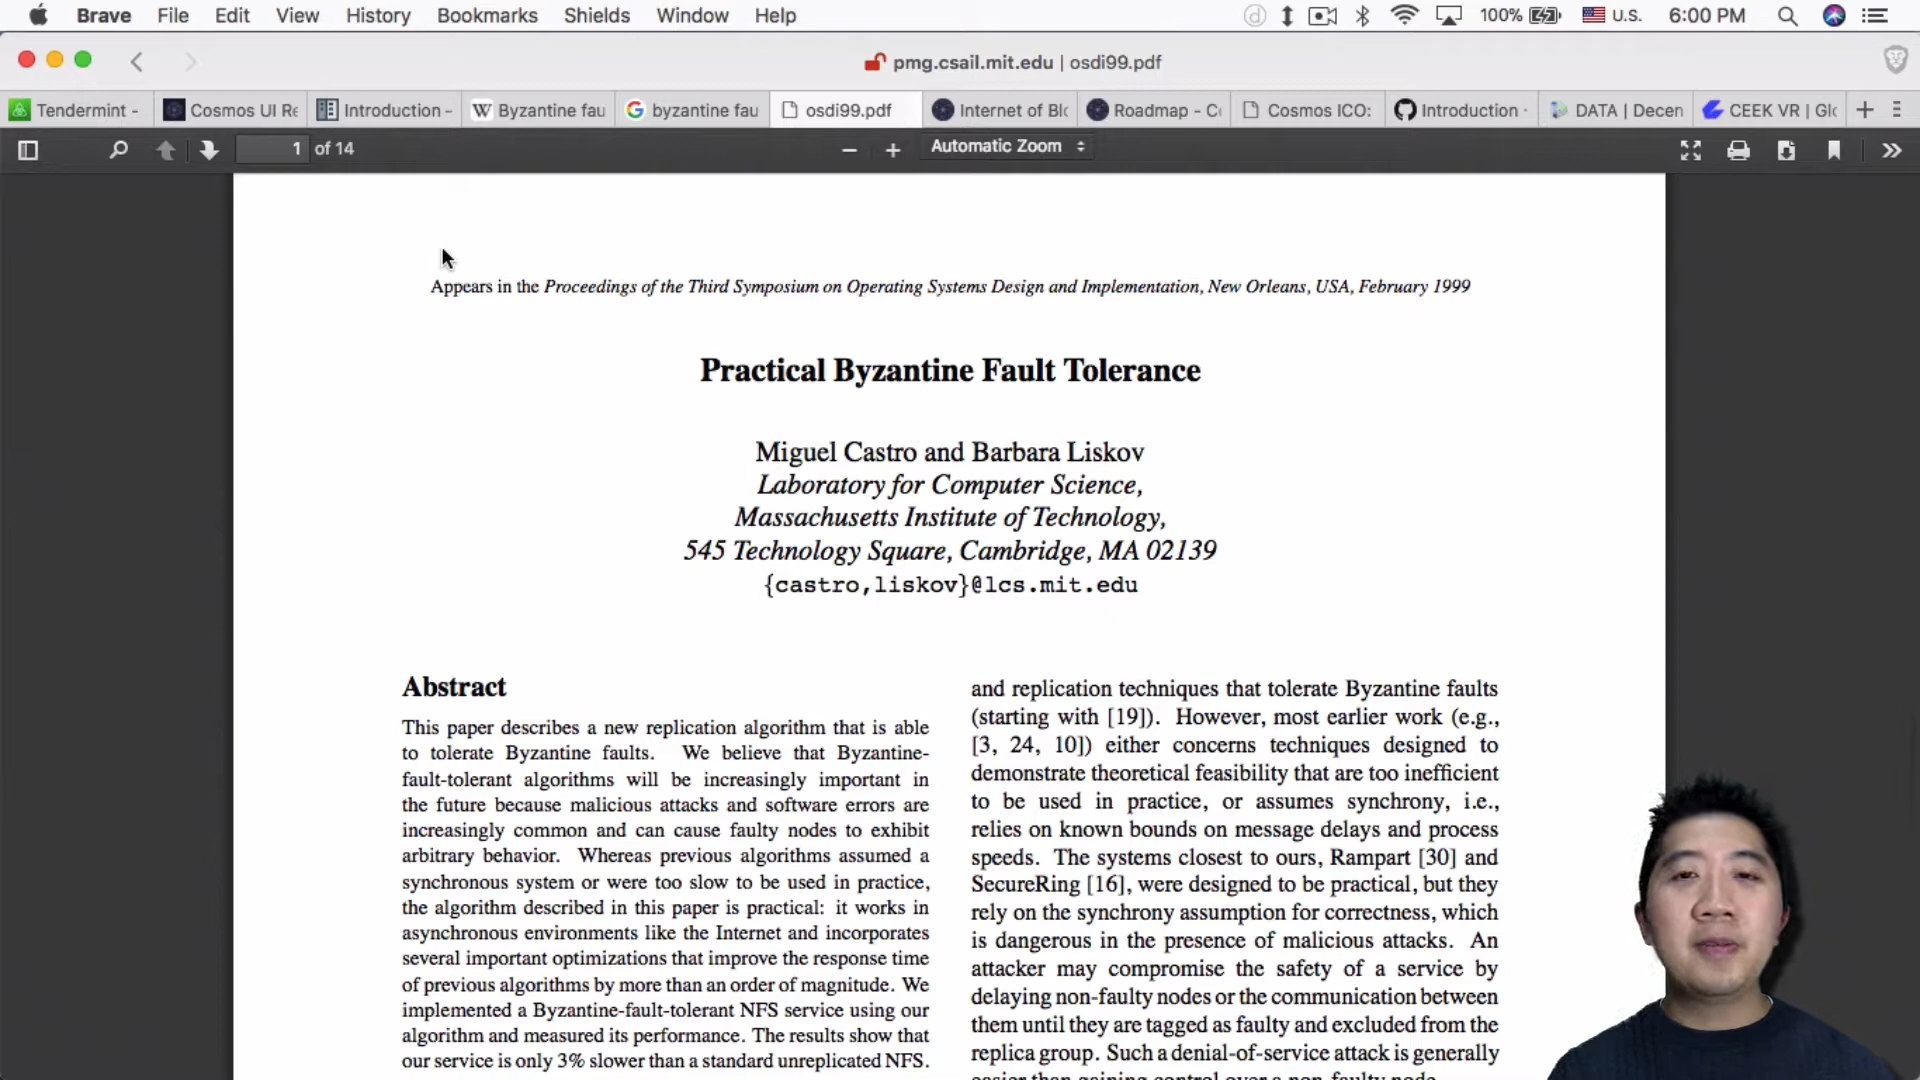 Brave File Edit View History Bookmarks Shields Window Help 100% U.S. 6:00 PM
pmg.csail.mit.edu | osdi99.pdf
Tendermint - Cosmos UI Re Introduction - Byzantine fau byzantine fau osdi99.pdf Internet of Blo Roadmap - Co Cosmos ICO: Introduction · DATA | Decen CEEK VR | Glo
1 of 14 Automatic Zoom
Appears in the Proceedings of the Third Symposium on Operating Systems Design and Implementation, New Orleans, USA, February 1999
Practical Byzantine Fault Tolerance
Miguel Castro and Barbara Liskov
Laboratory for Computer Science,
Massachusetts Institute of Technology,
545 Technology Square, Cambridge, MA 02139
{castro,liskov}@lcs.mit.edu
Abstract
This paper describes a new replication algorithm that is able
to tolerate Byzantine faults. We believe that Byzantine-
fault-tolerant algorithms will be increasingly important in
the future because malicious attacks and software errors are
increasingly common and can cause faulty nodes to exhibit
arbitrary behavior. Whereas previous algorithms assumed a
synchronous system or were too slow to be used in practice,
the algorithm described in this paper is practical: it works in
asynchronous environments like the Internet and incorporates
several important optimizations that improve the response time
of previous algorithms by more than an order of magnitude. We
implemented a Byzantine-fault-tolerant NFS service using our
algorithm and measured its performance. The results show that
our service is only 3% slower than a standard unreplicated NFS.
and replication techniques that tolerate Byzantine faults
(starting with [19]). However, most earlier work (e.g.,
[3, 24, 10]) either concerns techniques designed to
demonstrate theoretical feasibility that are too inefficient
to be used in practice, or assumes synchrony, i.e.,
relies on known bounds on message delays and process
speeds. The systems closest to ours, Rampart [30] and
SecureRing [16], were designed to be practical, but they
rely on the synchrony assumption for correctness, which
is dangerous in the presence of malicious attacks. An
attacker may compromise the safety of a service by
delaying non-faulty nodes or the communication between
them until they are tagged as faulty and excluded from the
replica group. Such a denial-of-service attack is generally
easier than gaining control over a non-faulty node.